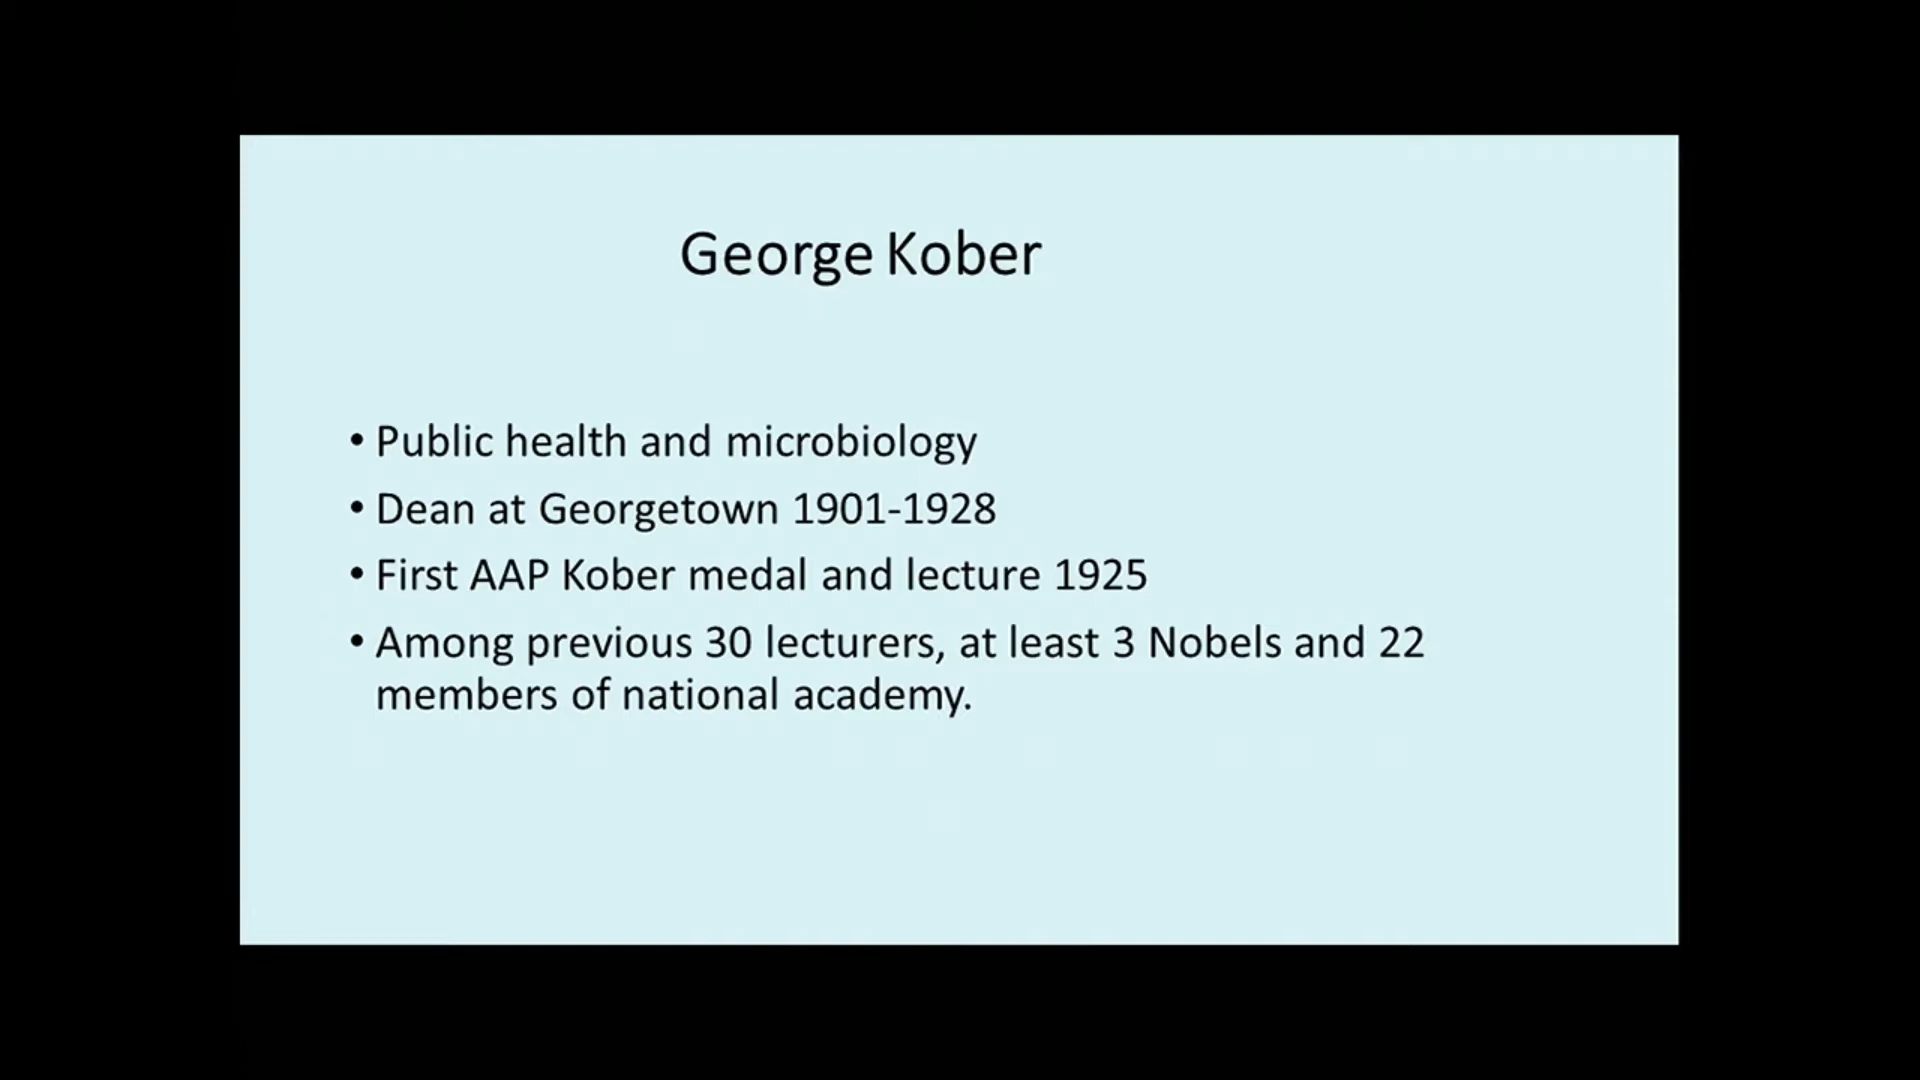 George Kober
• Public health and microbiology
• Dean at Georgetown 1901-1928
• First AAP Kober medal and lecture 1925
• Among previous 30 lecturers, at least 3 Nobels and 22
members of national academy.